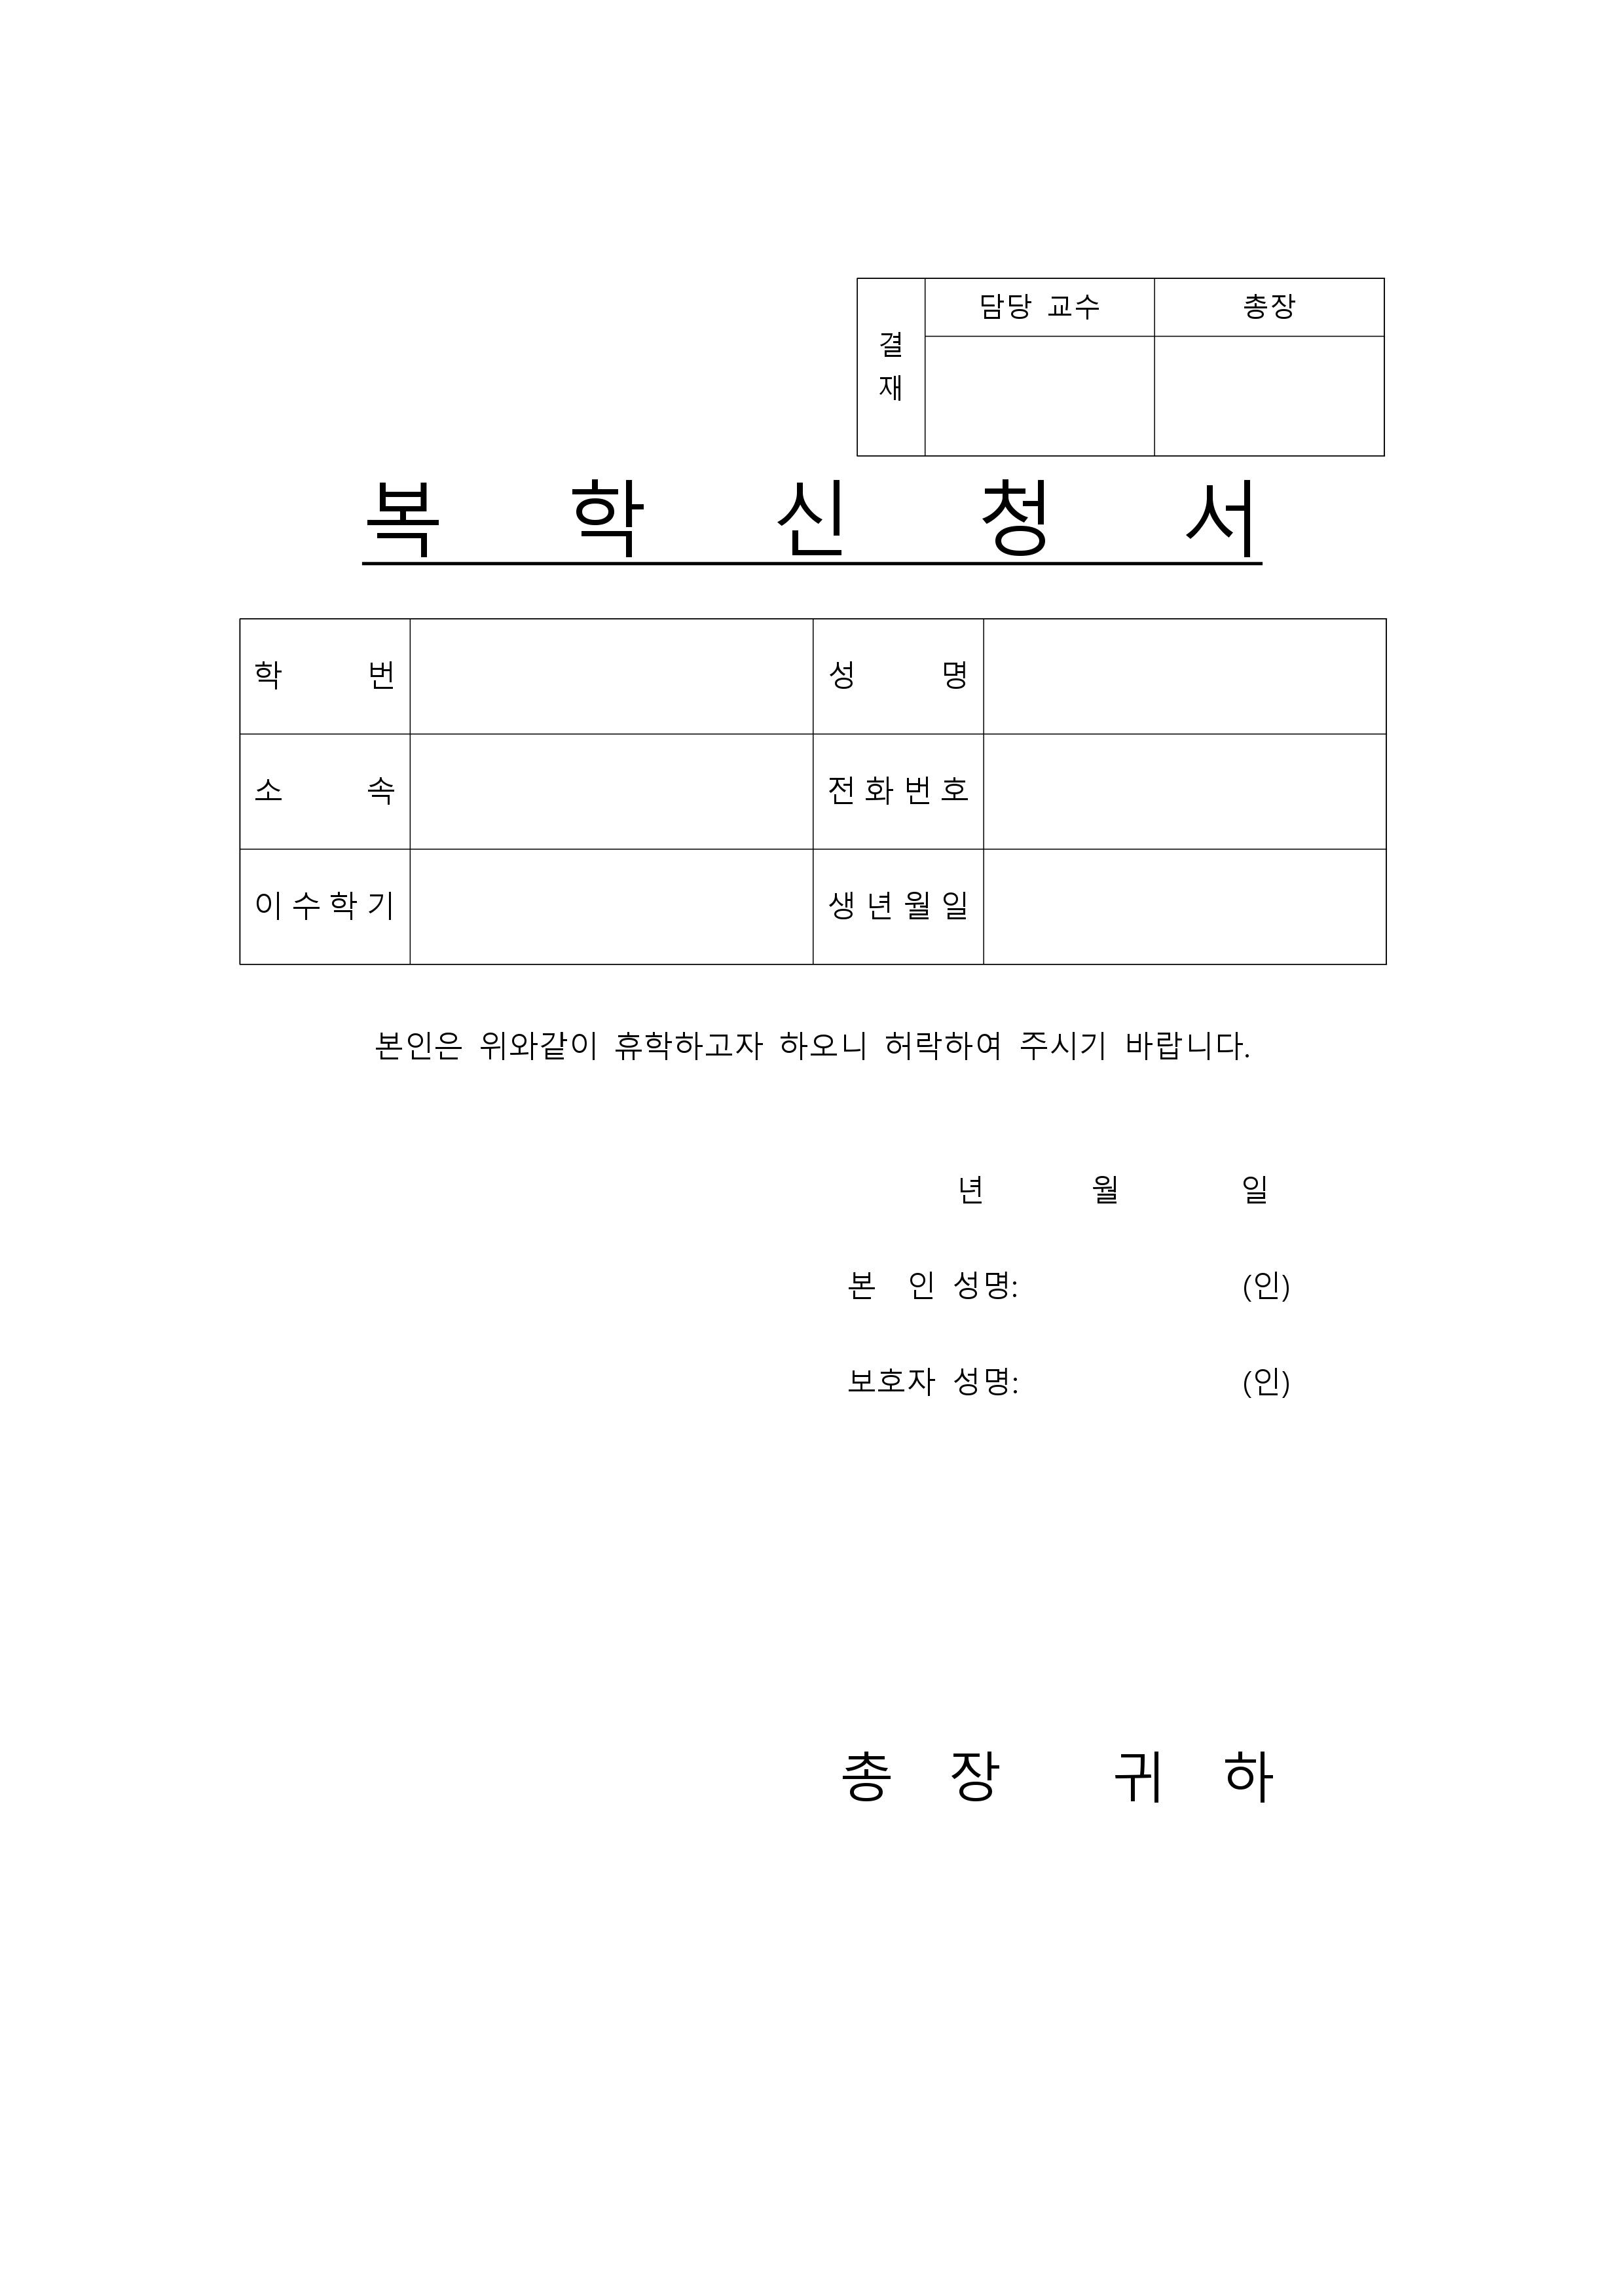 결재 담당 교수 총장
복 학 신 청 서
학 번 성 명
소 속 전화번호
이수학기 생년월일
본인은 위와같이 휴학하고자 하오니 허락하여 주시기 바랍니다.
년 월 일
본 인 성명: (인)
보호자 성명: (인)
총 장 귀 하